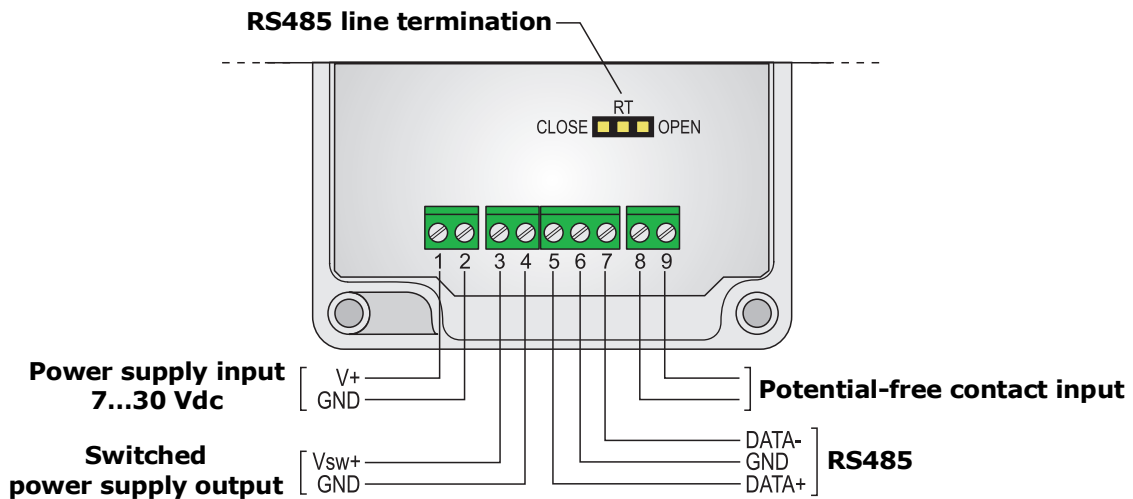 RS485 line termination
RT
CLOSE OPEN
1 2 3 4 5 6 7 8 9
Power supply input
7...30 Vdc
V+
GND
Potential-free contact input
Switched
power supply output
Vsw+
GND
DATA-
GND
DATA+
RS485